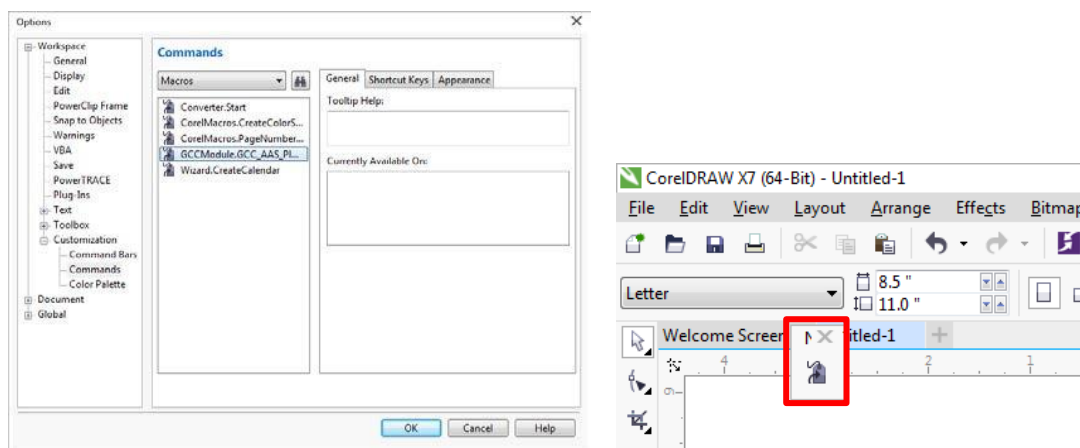 Options
Workspace
General
Display
Edit
PowerClip Frame
Snap to Objects
Warnings
VBA
Save
PowerTRACE
Plug-Ins
Text
Toolbox
Customization
Command Bars
Commands
Color Palette
Document
Global
Commands
Macros
Converter.Start
CorelMacros.CreateColorS...
CorelMacros.PageNumber...
GCCModule.GCC_AAS_Pl...
Wizard.CreateCalendar
General Shortcut Keys Appearance
Tooltip Help:
Currently Available On:
OK Cancel Help
CorelDRAW X7 (64-Bit) - Untitled-1
File Edit View Layout Arrange Effects Bitmap
Letter
8.5 "
11.0 "
Welcome Screen itled-1
4 2 1